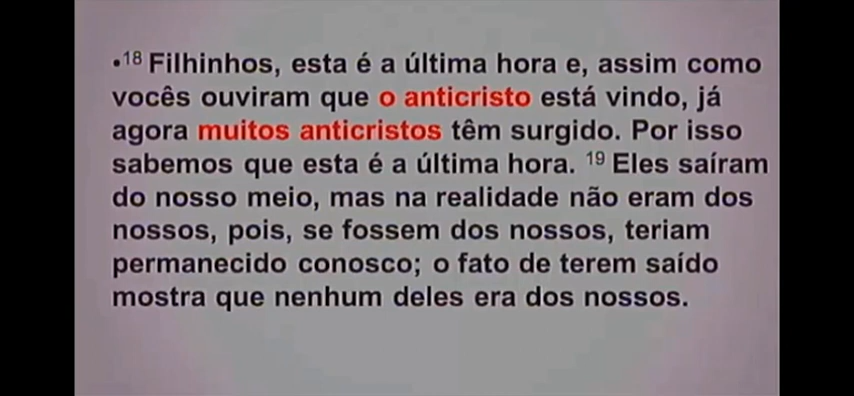 •18 Filhinhos, esta é a última hora e, assim como
vocês ouviram que o anticristo está vindo, já
agora muitos anticristos têm surgido. Por isso
sabemos que esta é a última hora. 19 Eles saíram
do nosso meio, mas na realidade não eram dos
nossos, pois, se fossem dos nossos, teriam
permanecido conosco; o fato de terem saído
mostra que nenhum deles era dos nossos.